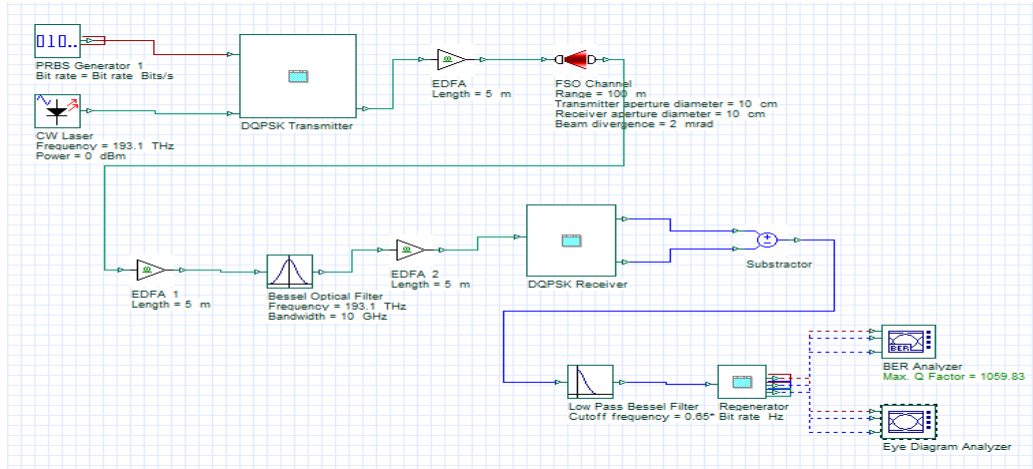 010..
PRBS Generator 1
Bit rate = Bit rate Bits/s
CW Laser
Frequency = 193.1 THz
Power = 0 dBm
DQPSK Transmitter
EDFA
Length = 5 m
FSO Channel
Range = 100 m
Transmitter aperture diameter = 10 cm
Receiver aperture diameter = 10 cm
Beam divergence = 2 mrad
EDFA 1
Length = 5 m
Bessel Optical Filter
Frequency = 193.1 THz
Bandwidth = 10 GHz
EDFA 2
Length = 5 m
DQPSK Receiver
Substractor
Low Pass Bessel Filter
Cutoff frequency = 0.65* Bit rate Hz
Regenerator
BER
BER Analyzer
Max. Q Factor = 1059.83
Eye Diagram Analyzer